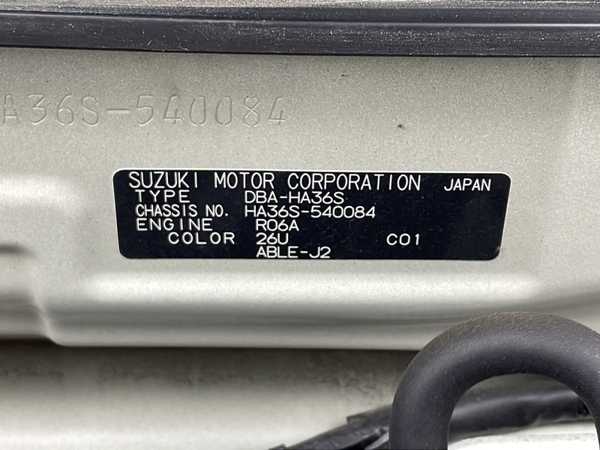 A36S-540084
SUZUKI MOTOR CORPORATION JAPAN
TYPE DBA-HA36S
CHASSIS NO. HA36S-540084
ENGINE R06A
COLOR 26U C01
ABLE-J2